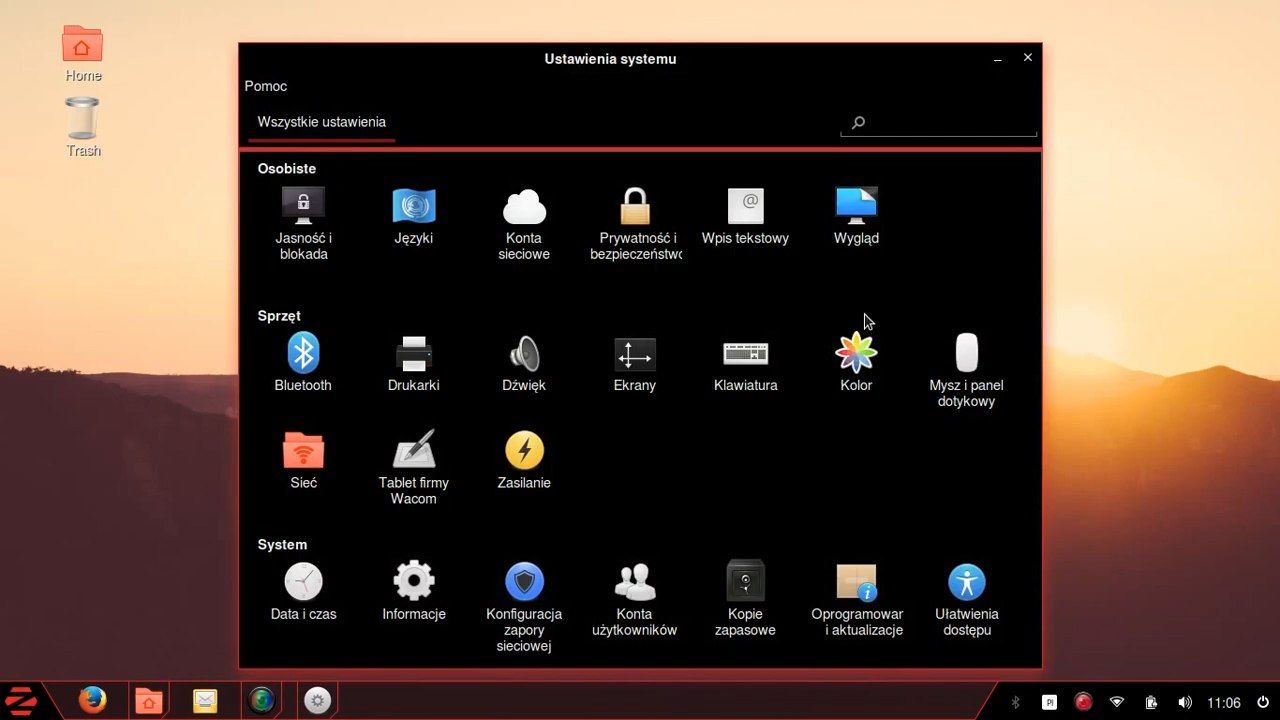 Home
Trash
Ustawienia systemu
Pomoc
Wszystkie ustawienia
Osobiste
Jasność i
blokada
Języki
Konta
sieciowe
Prywatność i
bezpieczeństwo
Wpis tekstowy
Wygląd
Sprzęt
Bluetooth
Drukarki
Dźwięk
Ekrany
Klawiatura
Kolor
Mysz i panel
dotykowy
Sieć
Tablet firmy
Wacom
Zasilanie
System
Data i czas
Informacje
Konfiguracja
zapory
sieciowej
Konta
użytkowników
Kopie
zapasowe
Oprogramowar
i aktualizacje
Ułatwienia
dostępu
Pl
11:06